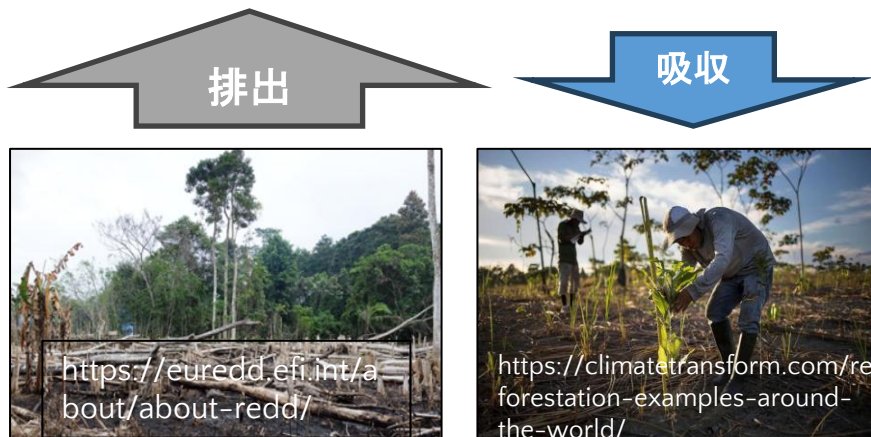 排出
吸収
https://euredd.efi.int/a
bout/about-redd/
https://climatetransform.com/re
forestation-examples-around-
the-world/